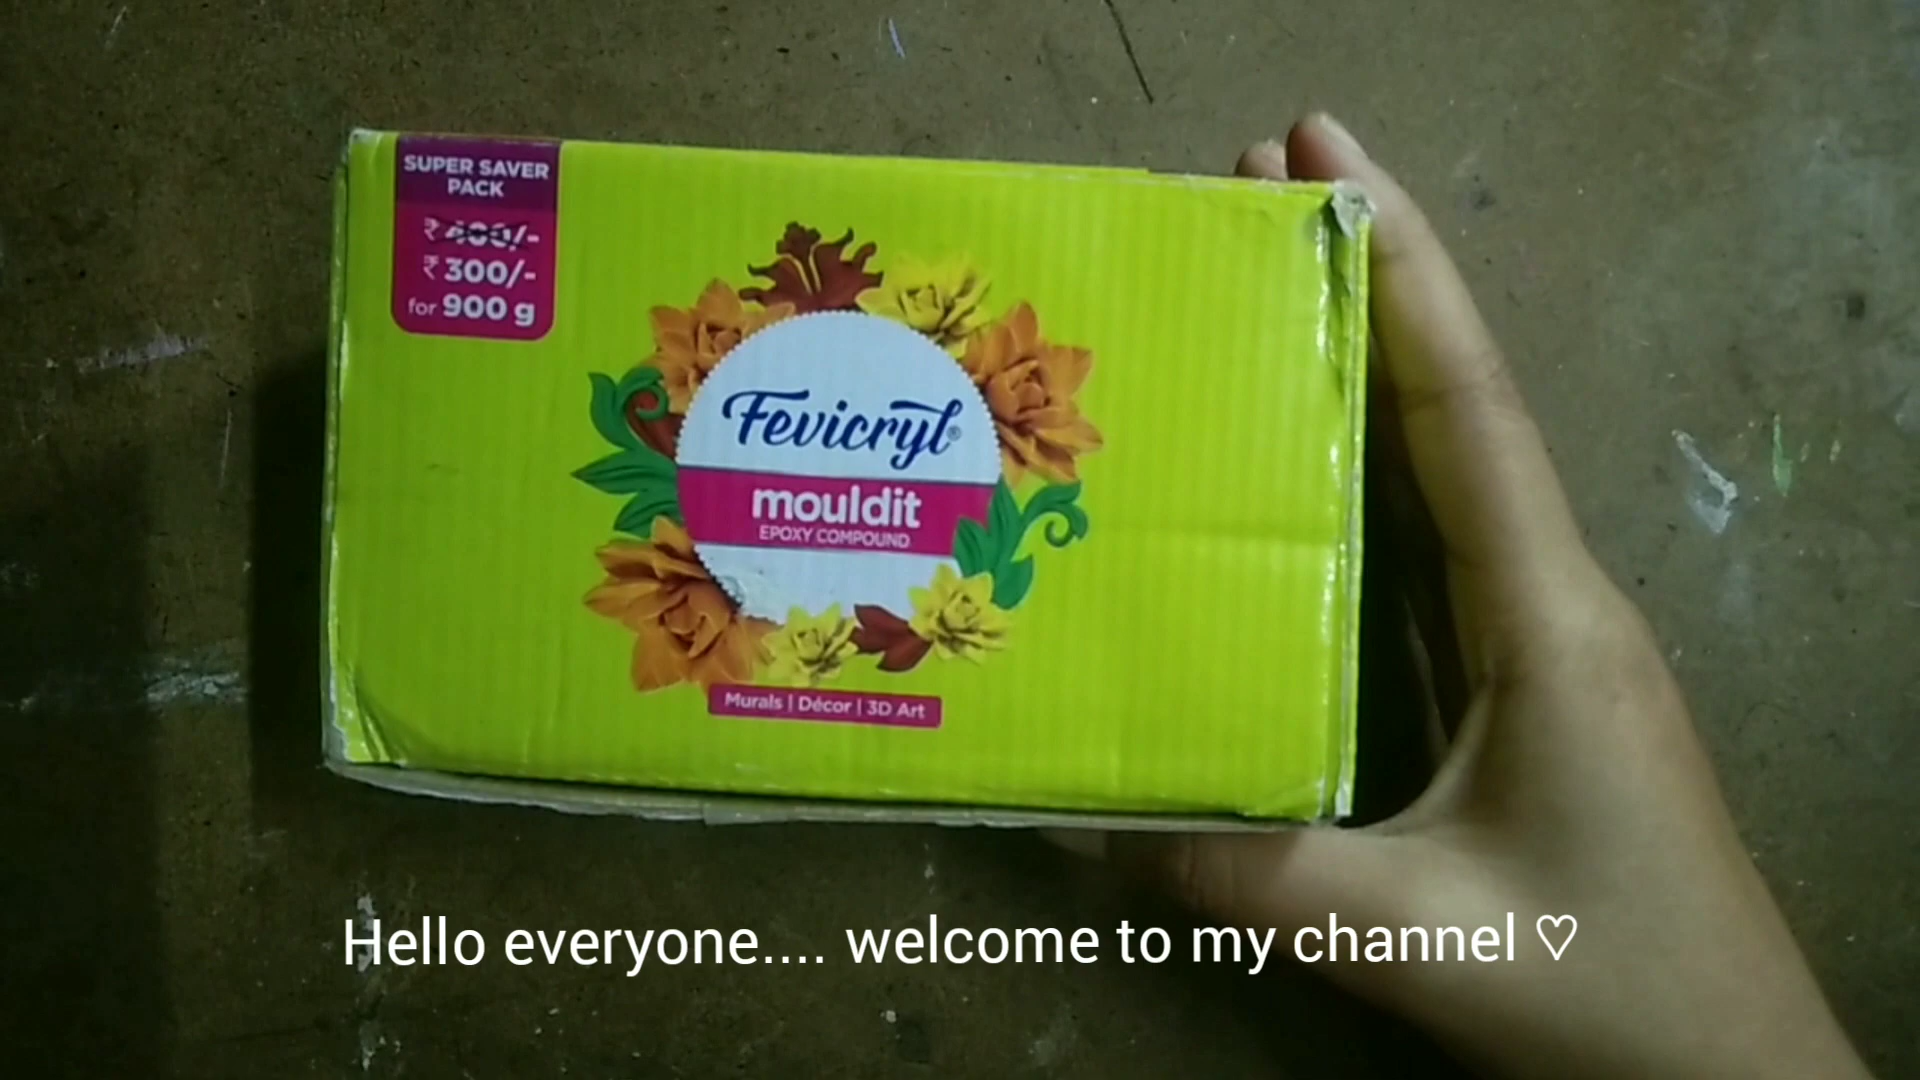 SUPER SAVER
PACK
₹ 400/-
₹ 300/-
for 900 g
Fevicryl®
mouldit
EPOXY COMPOUND
Murals | Décor | 3D Art
Hello everyone.... welcome to my channel ♡